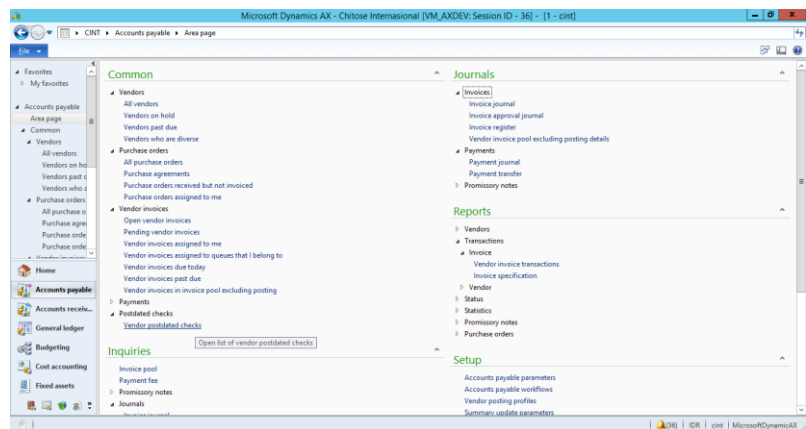 Microsoft Dynamics AX - Chitose Internasional [VM_AXDEV: Session ID - 36] - [1 - cint]
CINT ▸ Accounts payable ▸ Area page
File
Favorites
My favorites
Accounts payable
Area page
Common
Vendors
All vendors
Vendors on ho
Vendors past d
Vendors who a
Purchase orders
All purchase o
Purchase agre
Purchase orde
Purchase orde
Vendor invoices
Home
Accounts payable
Accounts receiv...
General ledger
Budgeting
Cost accounting
Fixed assets
Common
Vendors
All vendors
Vendors on hold
Vendors past due
Vendors who are diverse
Purchase orders
All purchase orders
Purchase agreements
Purchase orders received but not invoiced
Purchase orders assigned to me
Vendor invoices
Open vendor invoices
Pending vendor invoices
Vendor invoices assigned to me
Vendor invoices assigned to queues that I belong to
Vendor invoices due today
Vendor invoices past due
Vendor invoices in invoice pool excluding posting
Payments
Postdated checks
Vendor postdated checks
Open list of vendor postdated checks
Inquiries
Invoice pool
Payment fee
Promissory notes
Journals
Invoice journal
Journals
Invoices
Invoice journal
Invoice approval journal
Invoice register
Vendor invoice pool excluding posting details
Payments
Payment journal
Payment transfer
Promissory notes
Reports
Vendors
Transactions
Invoice
Vendor invoice transactions
Invoice specification
Vendor
Status
Statistics
Promissory notes
Purchase orders
Setup
Accounts payable parameters
Accounts payable workflows
Vendor posting profiles
Summary update parameters
(36) IDR cint MicrosoftDynamicAX